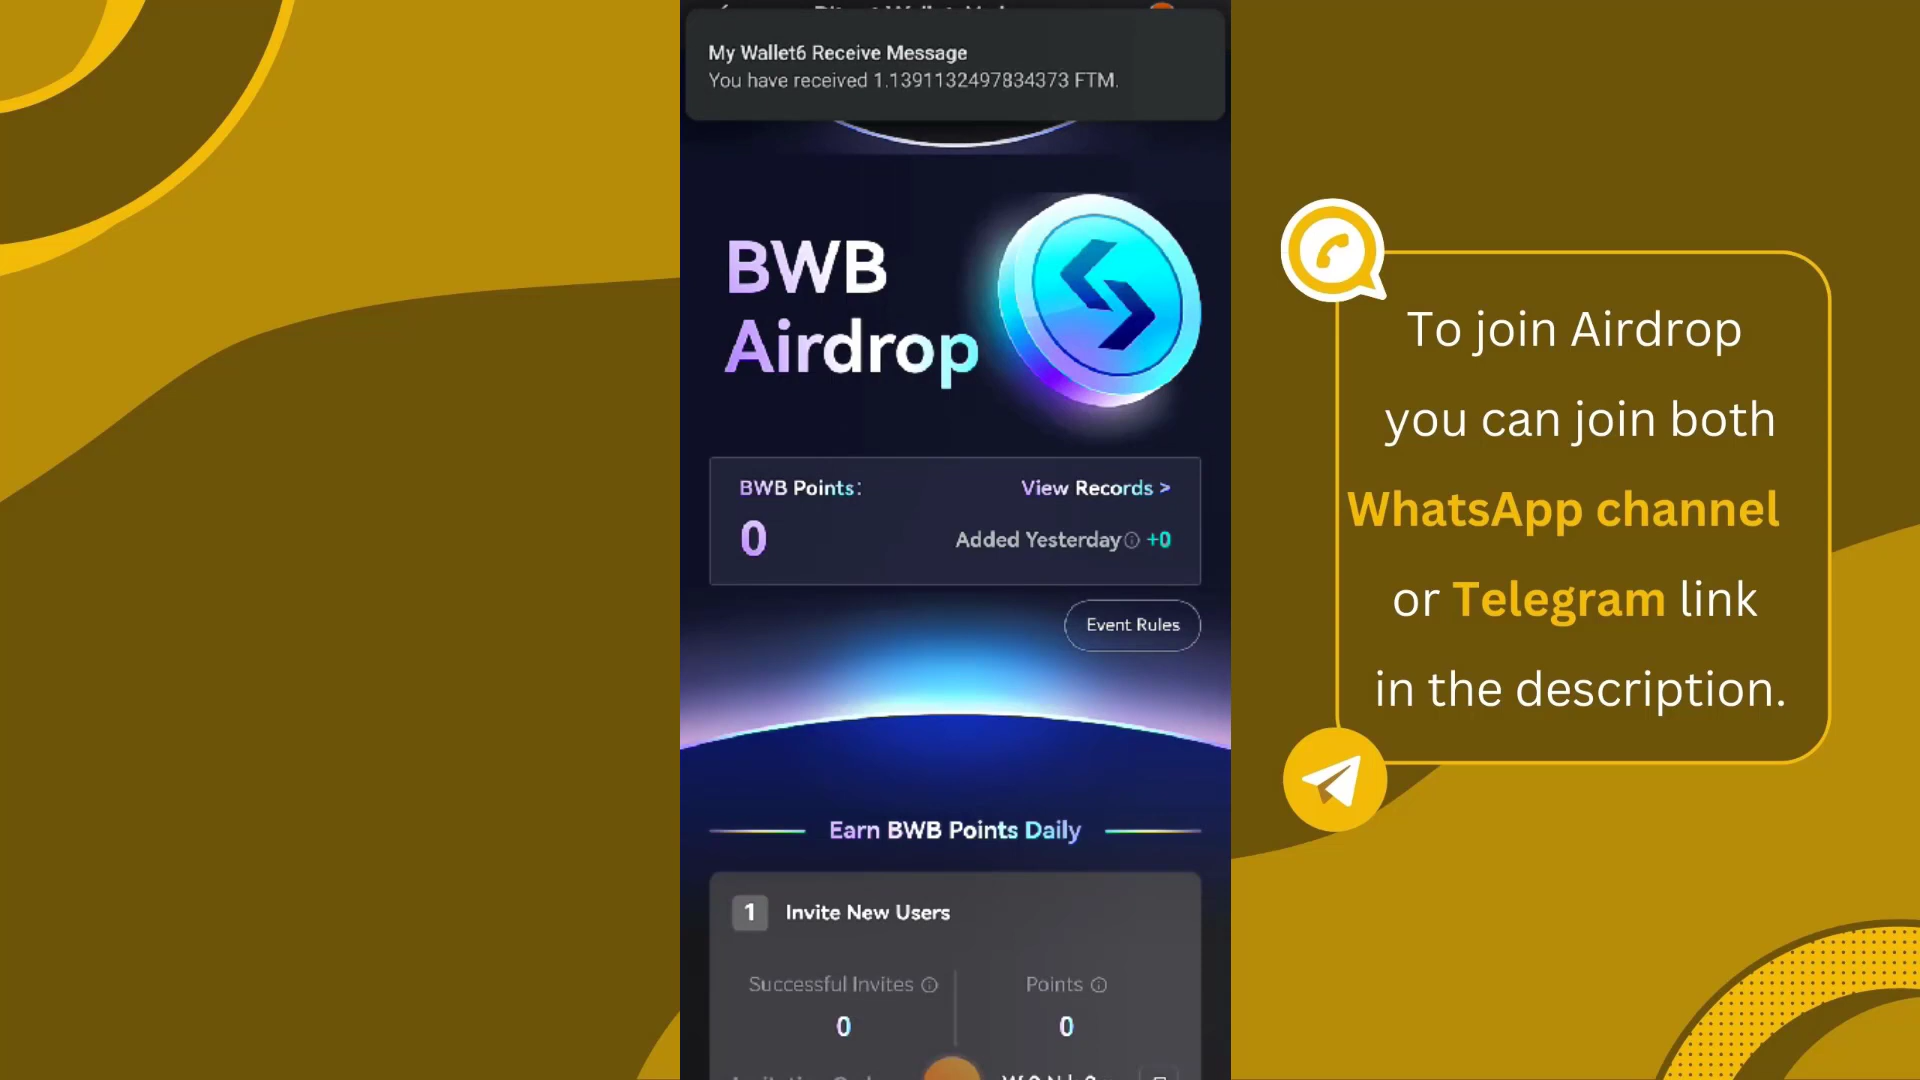 My Wallet6 Receive Message
You have received 1.1391132497834373 FTM.
BWB
Airdrop
BWB Points:
View Records >
0
Added Yesterday +0
Event Rules
Earn BWB Points Daily
1 Invite New Users
Successful Invites
Points
0
0
To join Airdrop
you can join both
WhatsApp channel
or Telegram link
in the description.